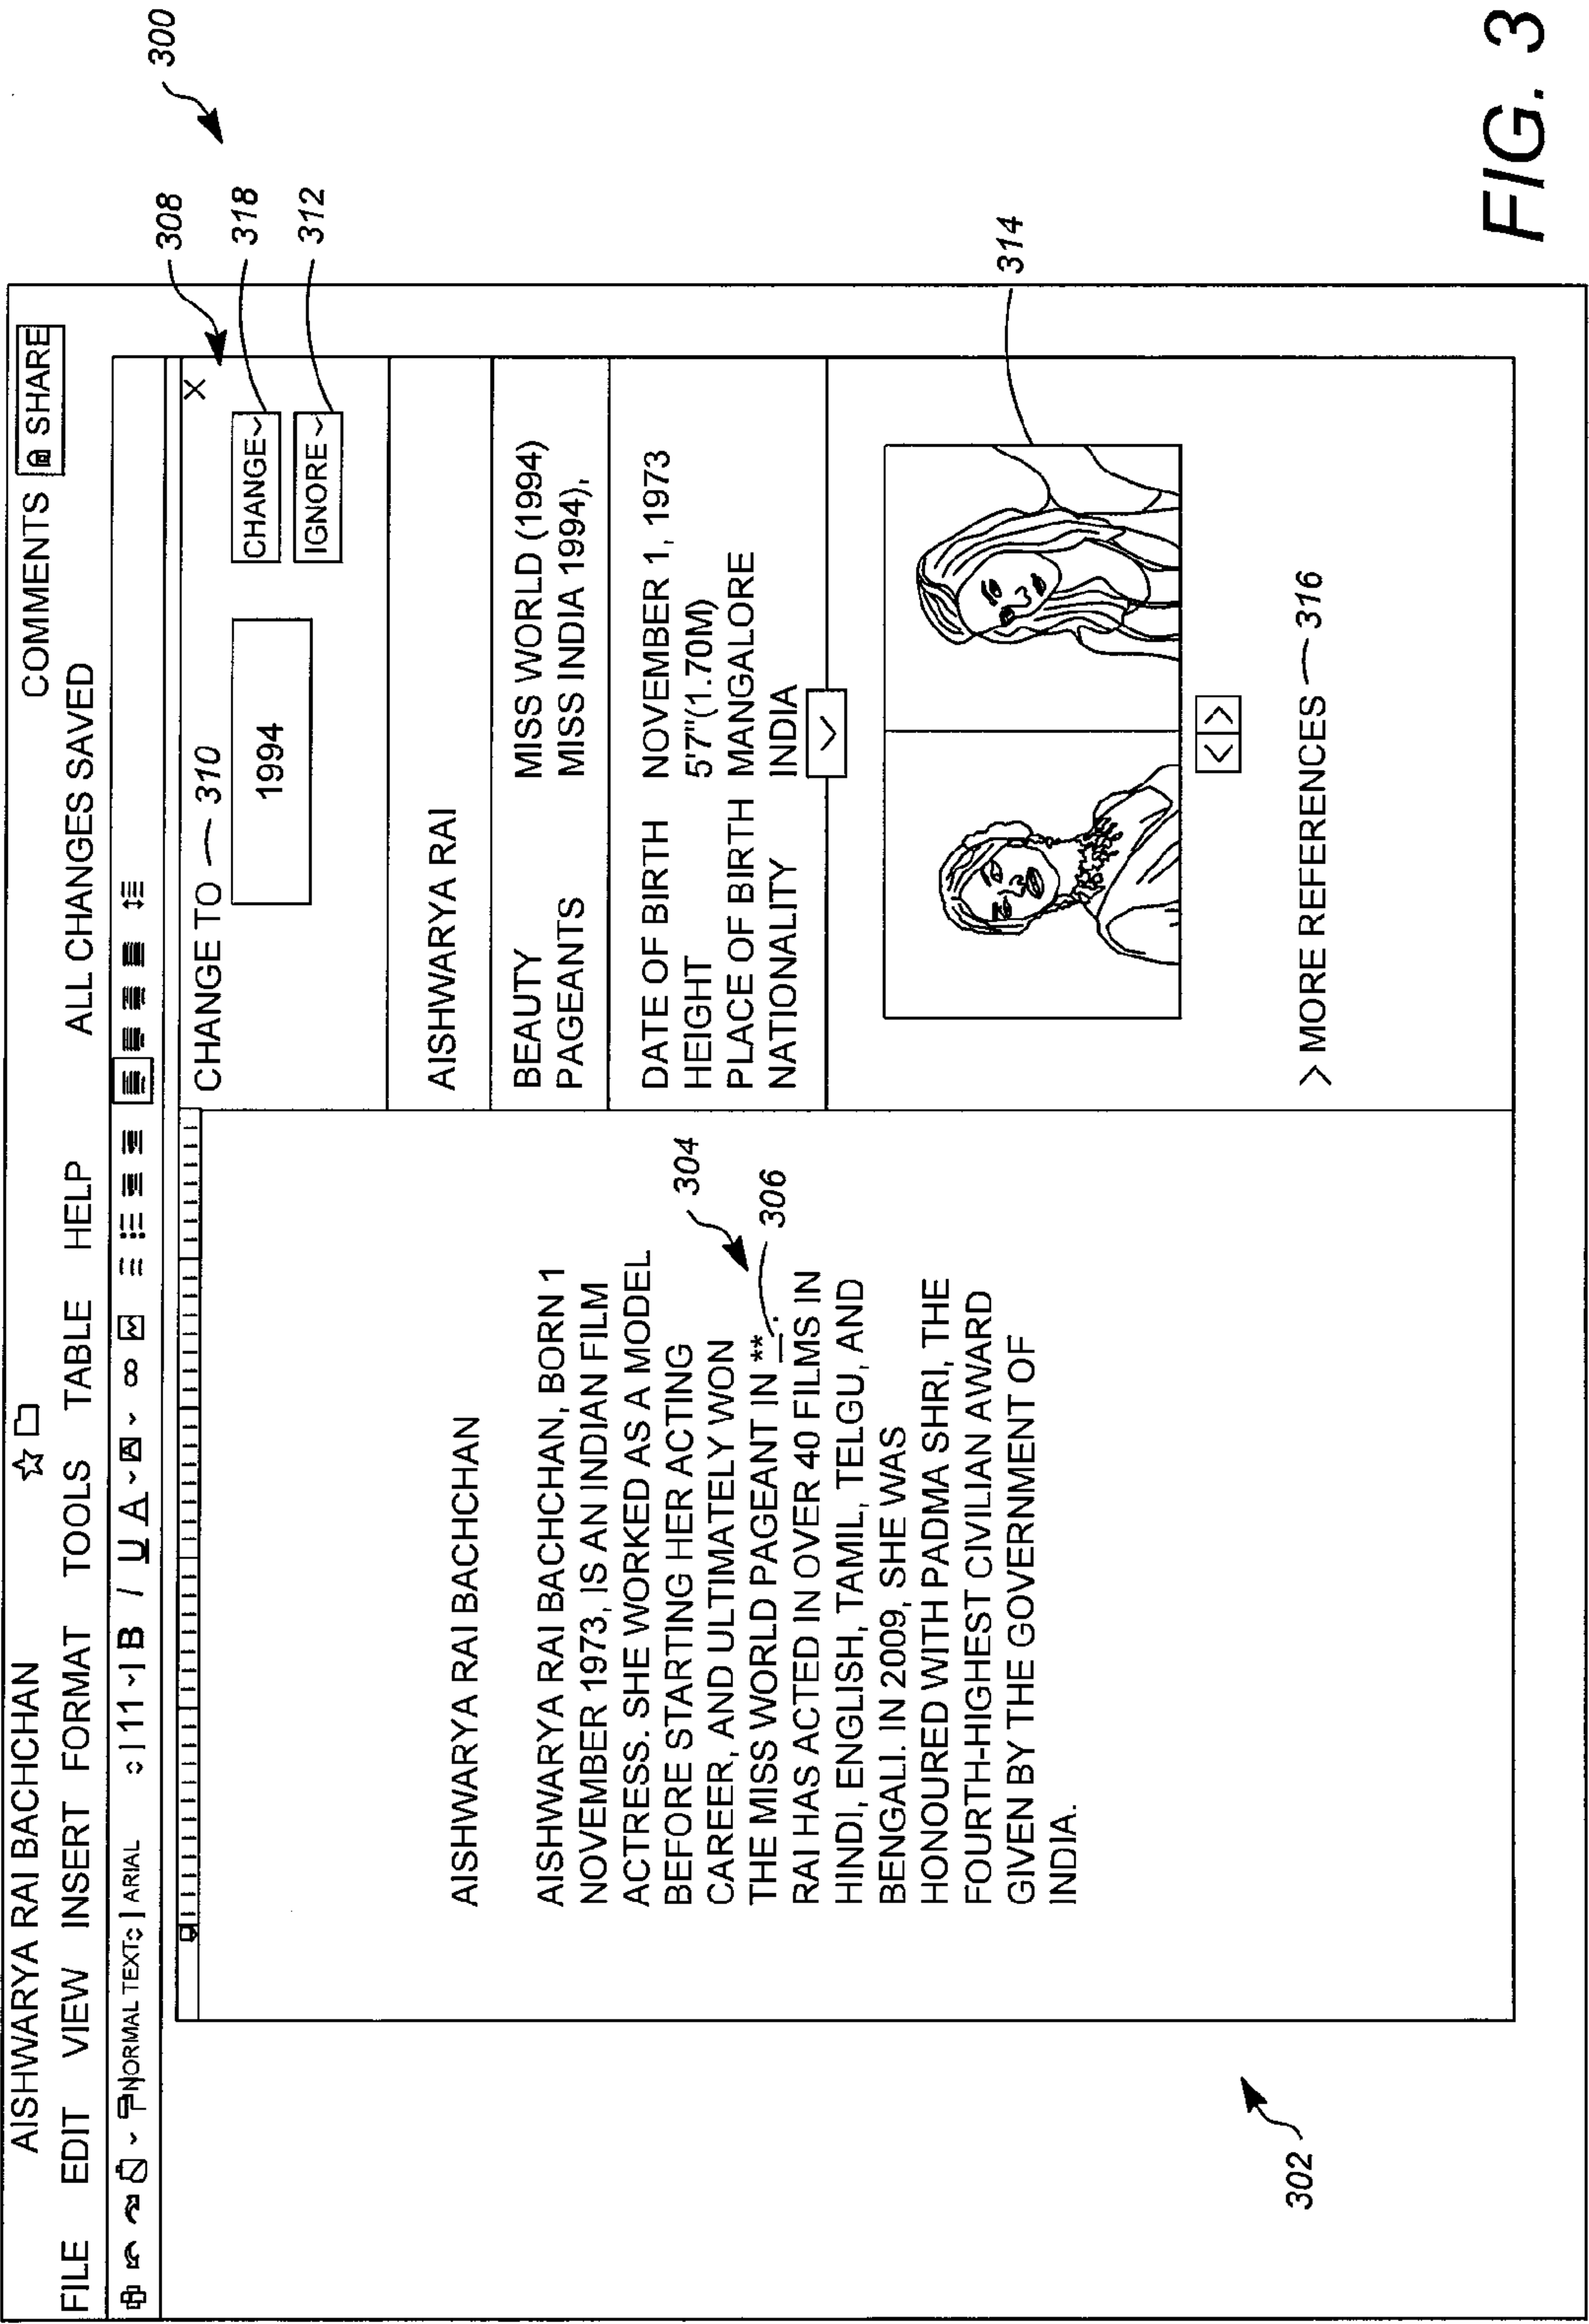 AISHWARYA RAI BACHCHAN
COMMENTS SHARE
FILE EDIT VIEW INSERT FORMAT TOOLS TABLE HELP ALL CHANGES SAVED
NORMAL TEXT ARIAL 11 B I U A A
AISHWARYA RAI BACHCHAN
AISHWARYA RAI BACHCHAN, BORN 1
NOVEMBER 1973, IS AN INDIAN FILM
ACTRESS. SHE WORKED AS A MODEL
BEFORE STARTING HER ACTING
CAREER, AND ULTIMATELY WON
THE MISS WORLD PAGEANT IN **.
RAI HAS ACTED IN OVER 40 FILMS IN
HINDI, ENGLISH, TAMIL, TELGU, AND
BENGALI. IN 2009, SHE WAS
HONOURED WITH PADMA SHRI, THE
FOURTH-HIGHEST CIVILIAN AWARD
GIVEN BY THE GOVERNMENT OF
INDIA.
304
306
302
CHANGE TO 310 X
1994
CHANGE
IGNORE
AISHWARYA RAI
BEAUTY MISS WORLD (1994)
PAGEANTS MISS INDIA 1994),
DATE OF BIRTH NOVEMBER 1, 1973
HEIGHT 5'7"(1.70M)
PLACE OF BIRTH MANGALORE
NATIONALITY INDIA
< >
> MORE REFERENCES 316
300
308
318
312
314
FIG. 3